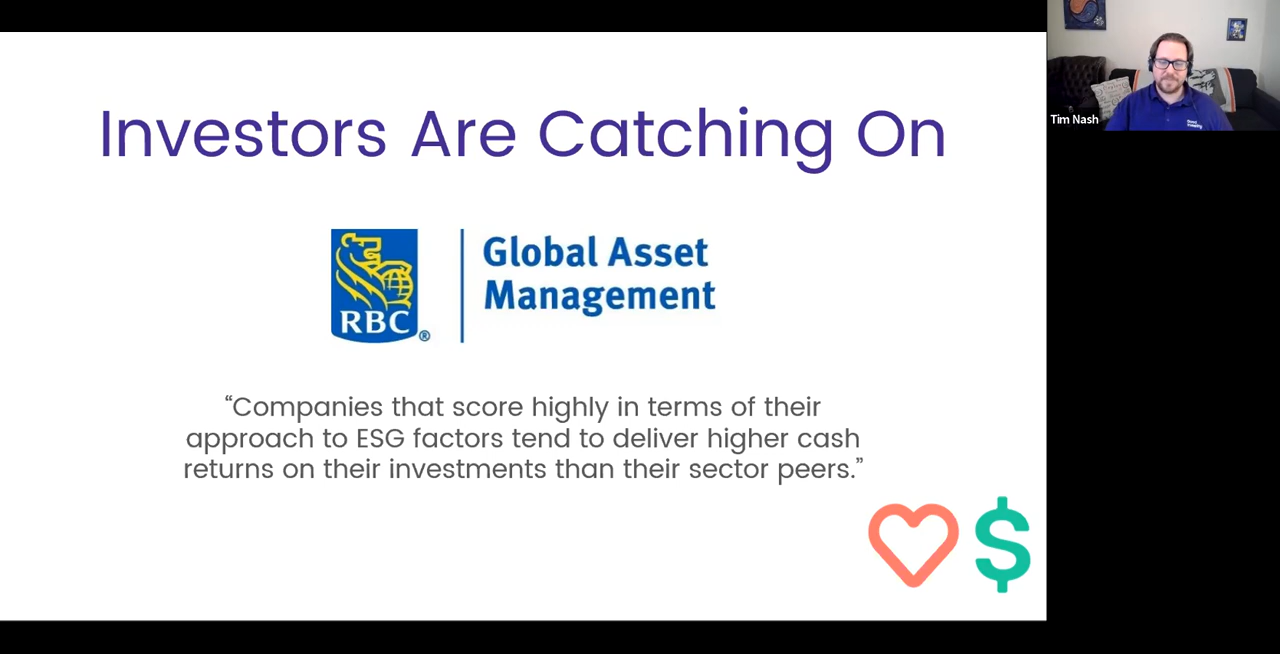 Investors Are Catching On
RBC®
Global Asset
Management
“Companies that score highly in terms of their
approach to ESG factors tend to deliver higher cash
returns on their investments than their sector peers.”
$
Tim Nash